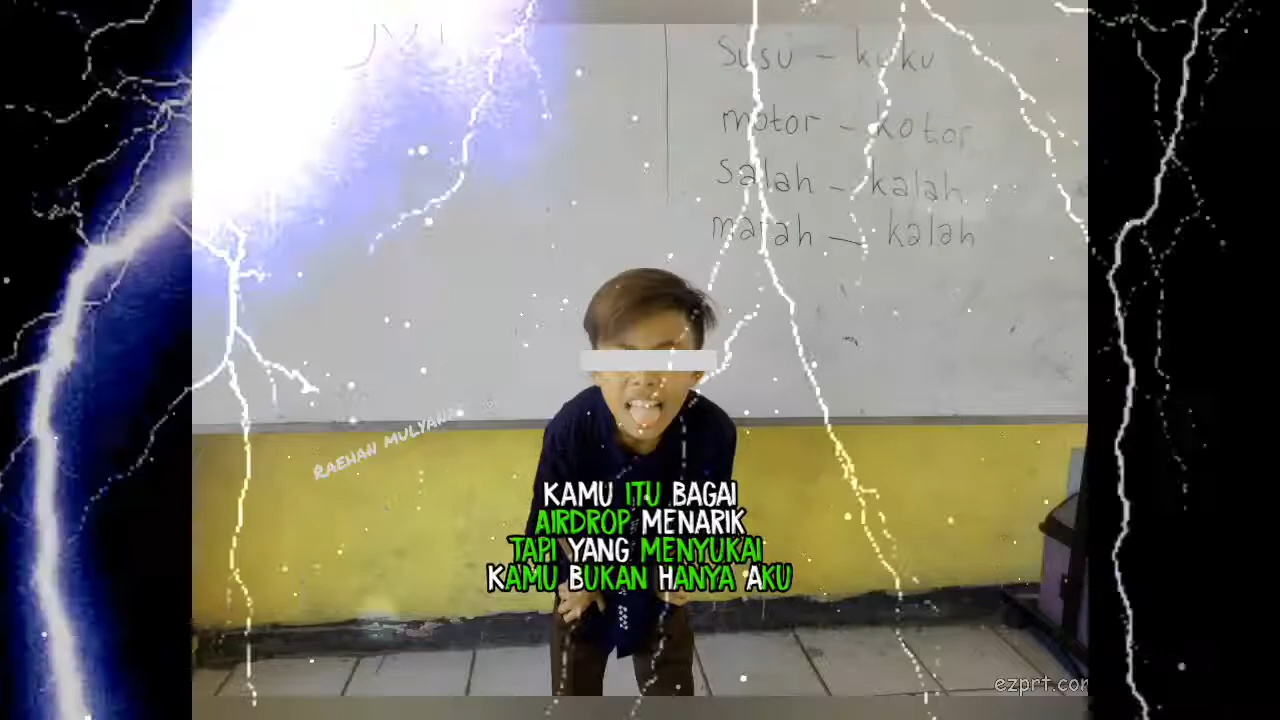 susu - kuku
motor - kotor
salah - kalah
marah - kalah
RAEHAN MULYANA
KAMU ITU BAGAI
AIRDROP MENARIK
TAPI YANG MENYUKAI
KAMU BUKAN HANYA AKU
ezprt.com